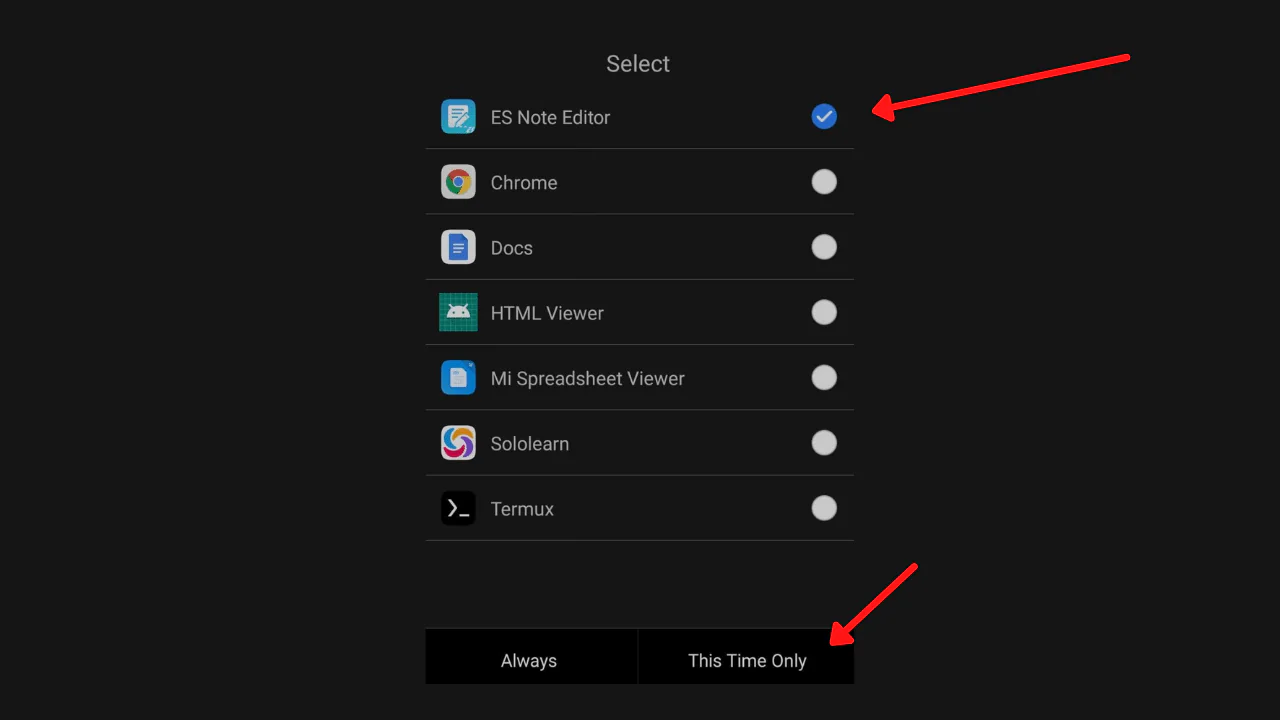 Select
ES Note Editor
Chrome
Docs
HTML Viewer
Mi Spreadsheet Viewer
Sololearn
Termux
Always
This Time Only